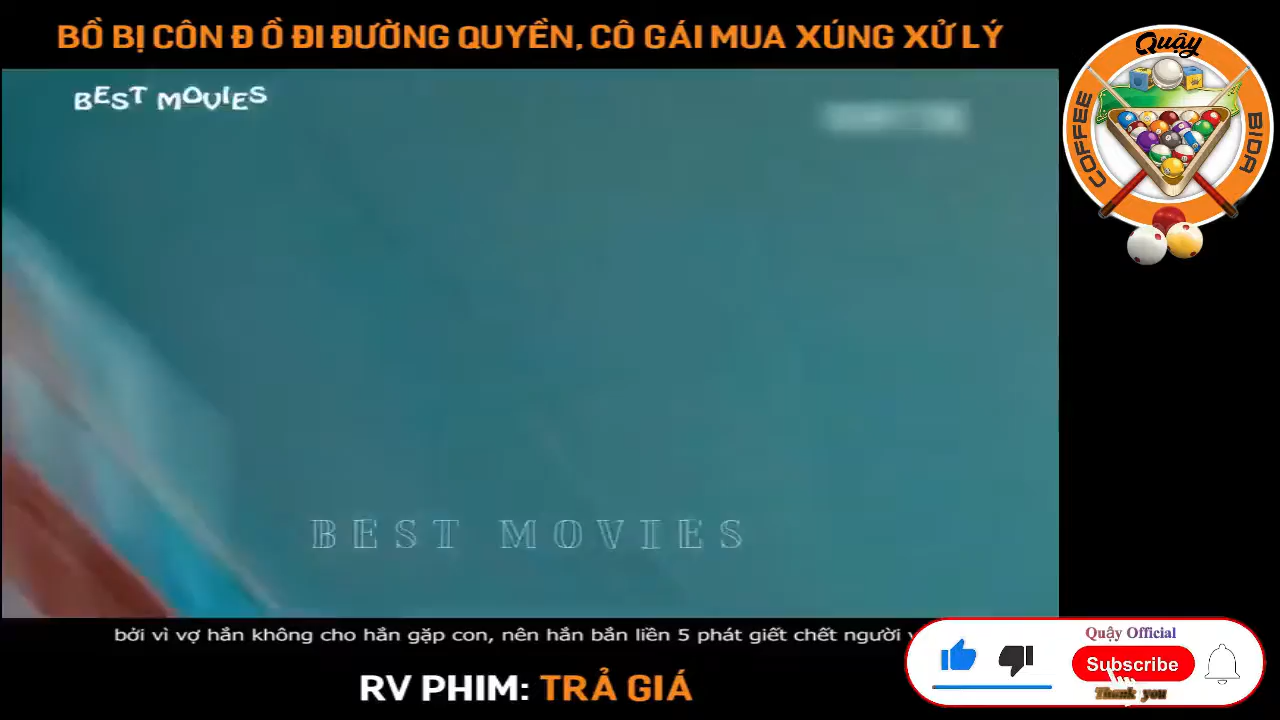 BỒ BỊ CÔN Đ Ồ ĐI ĐƯỜNG QUYỀN, CÔ GÁI MUA XÚNG XỬ LÝ
BEST MOVIES
Quậy
COFFEE
BIDA
BEST MOVIES
bởi vì vợ hắn không cho hắn gặp con, nên hắn bắn liền 5 phát giết chết người
Quậy Official
Subscribe
Thank you
RV PHIM: TRẢ GIÁ